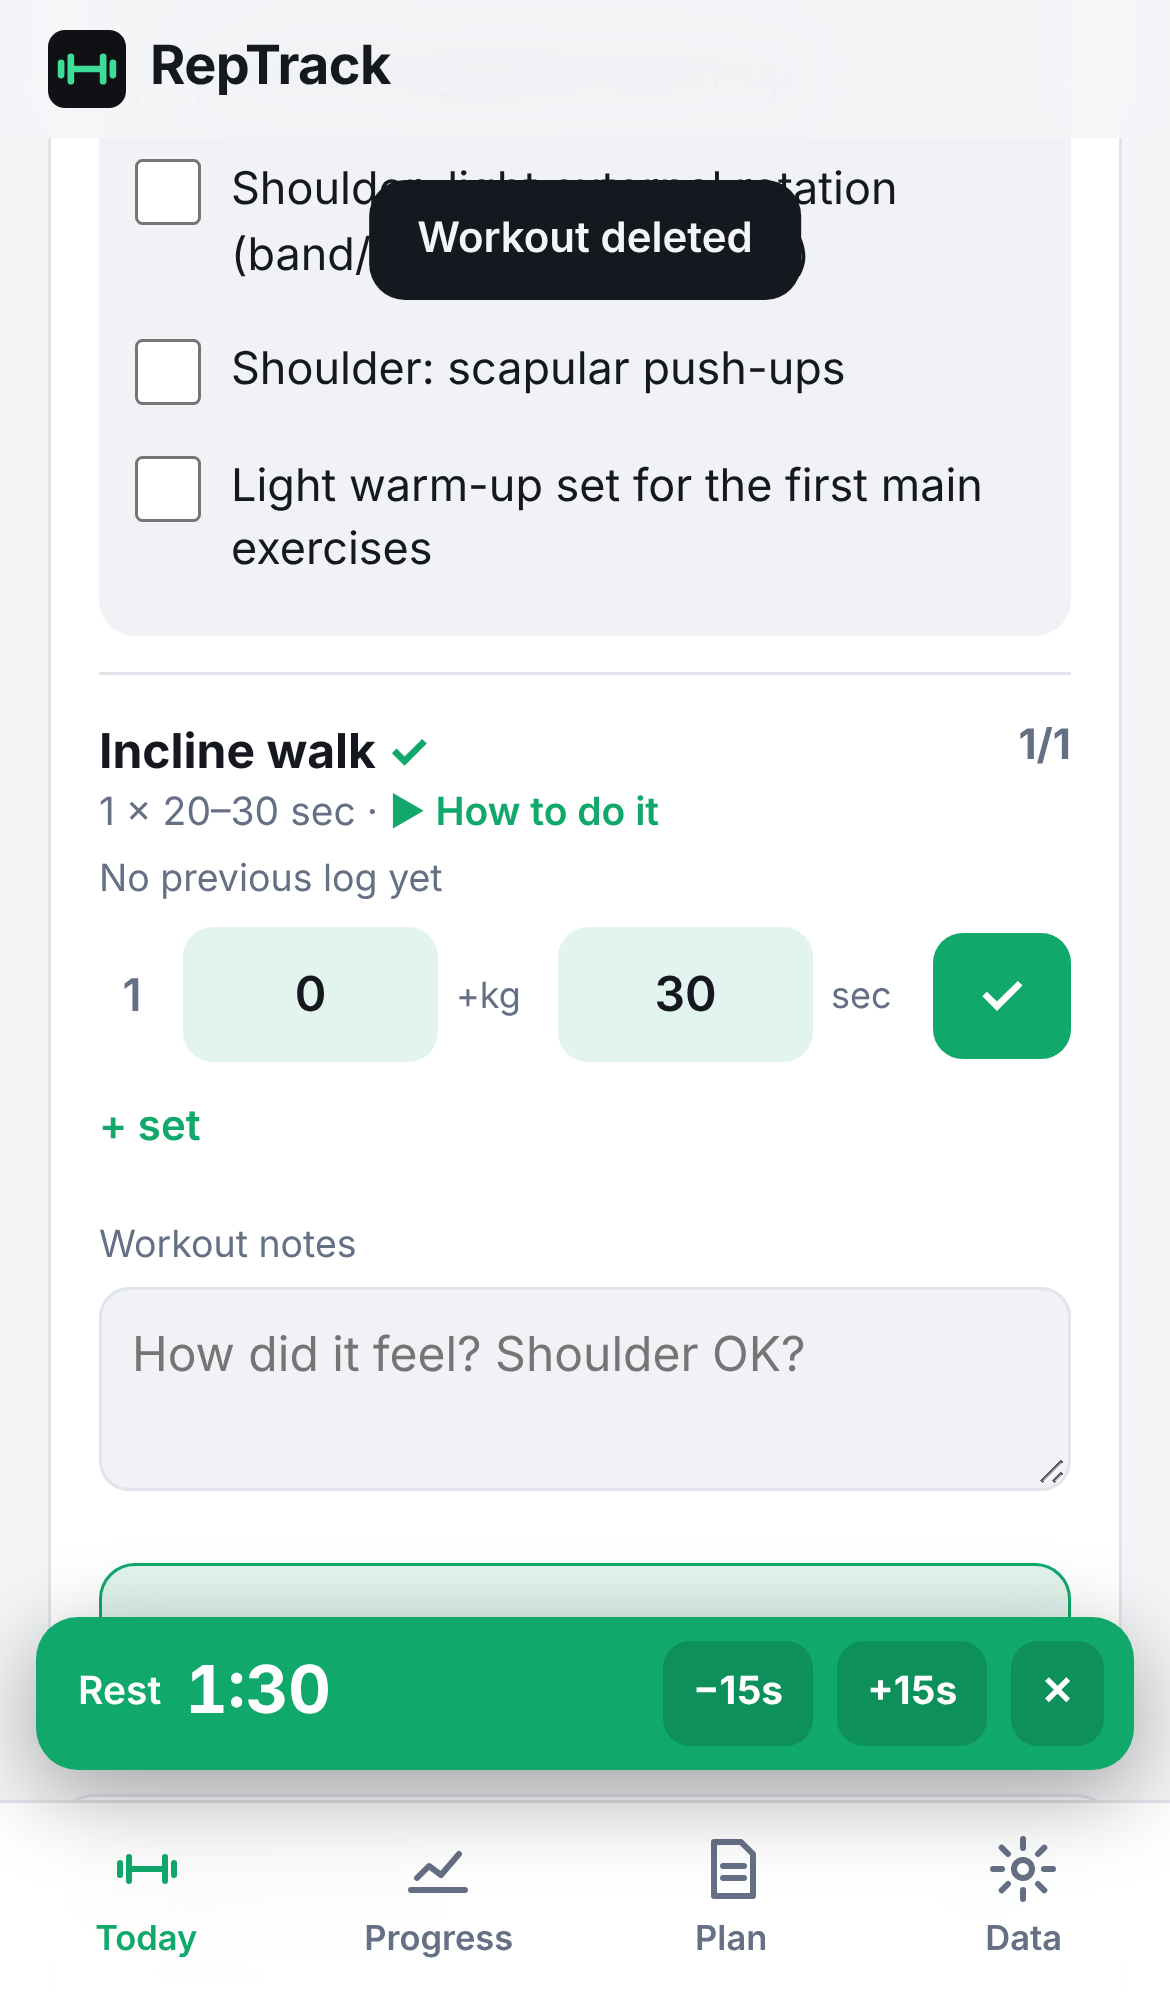 RepTrack
Shoulder: light external rotation
(band/
Workout deleted
Shoulder: scapular push-ups
Light warm-up set for the first main
exercises
Incline walk ✓
1/1
1 × 20–30 sec · ▶ How to do it
No previous log yet
1 0 +kg 30 sec ✓
+ set
Workout notes
How did it feel? Shoulder OK?
Rest 1:30 −15s +15s ✕
Today Progress Plan Data